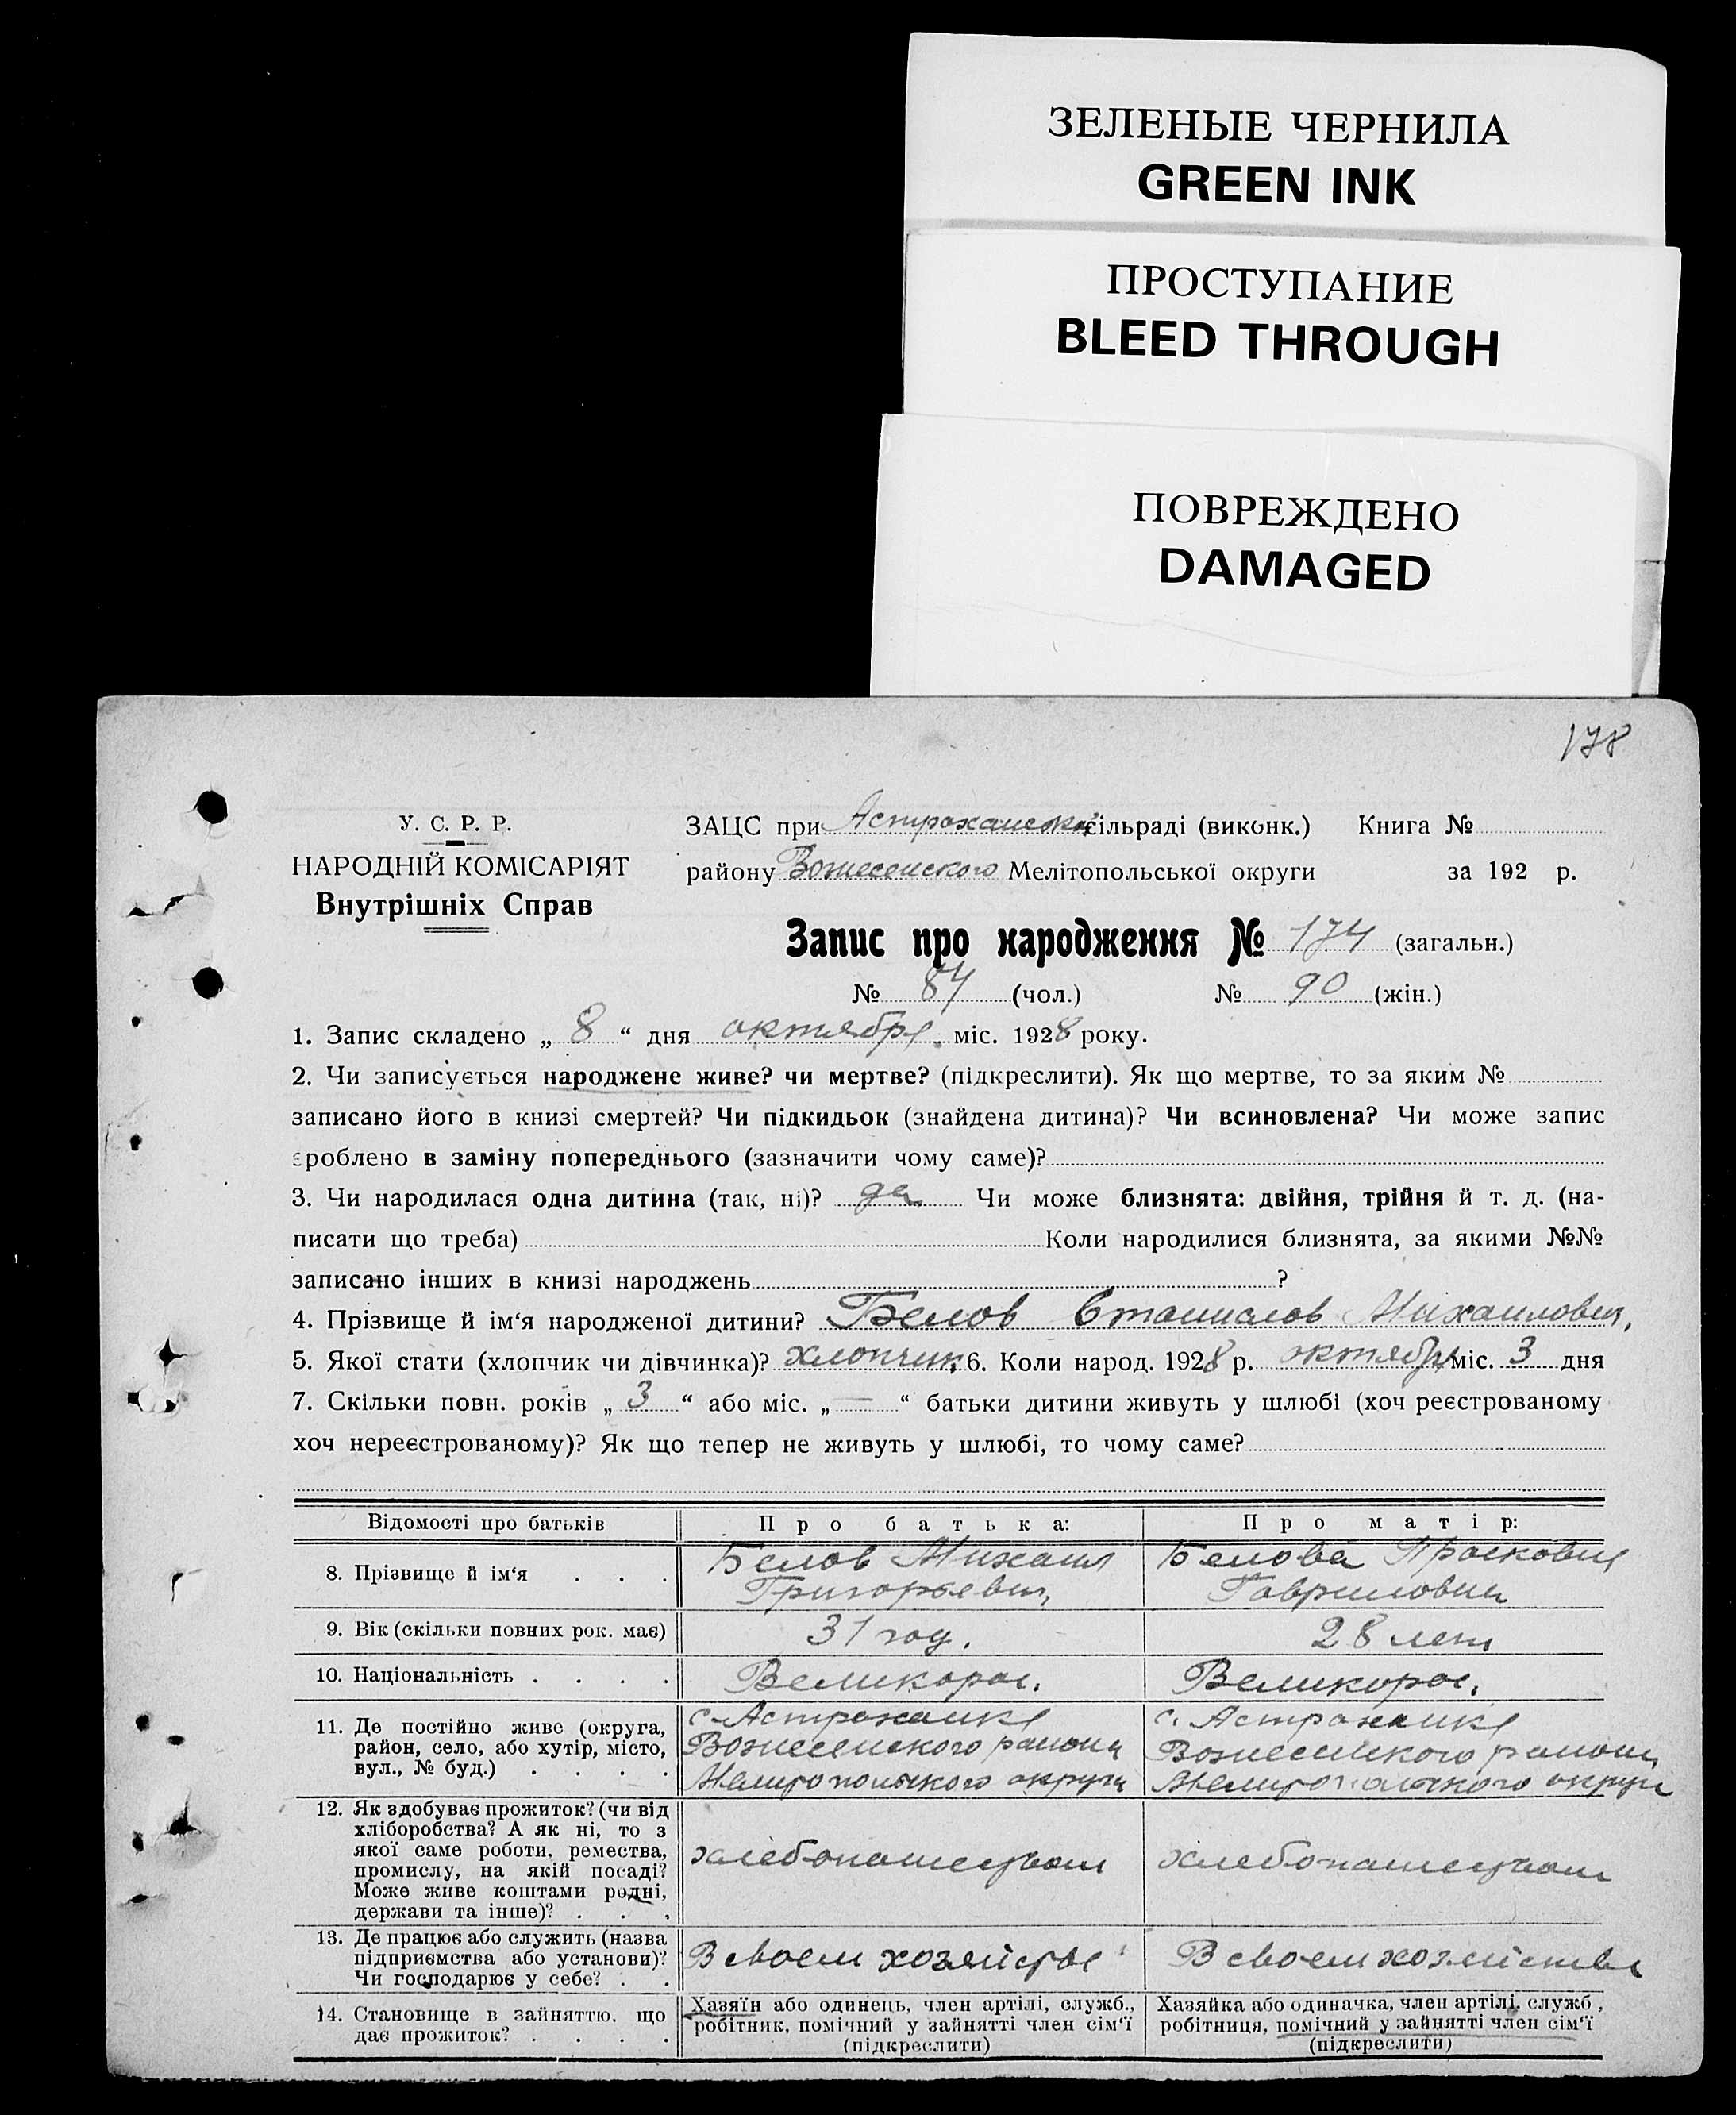 ЗЕЛЕНЫЕ ЧЕРНИЛА
GREEN INK
ПРОСТУПАНИЕ
BLEED THROUGH
ПОВРЕЖДЕНО
DAMAGED
178
У. С. Р. Р.
НАРОДНІЙ КОМІСАРІЯТ
Внутрішніх Справ
ЗАЦС при Астраханской сільраді (виконк.) Книга №
району Вознесенского Мелітопольської округи за 192 р.
Запис про народження № 174 (загальн.)
№ 84 (чол.) № 90 (жін.)
1. Запис складено „ 8 “ дня октября міс. 1928 року.
2. Чи записується народжене живе? чи мертве? (підкреслити). Як що мертве, то за яким №
записано його в книзі смертей? Чи підкидьок (знайдена дитина)? Чи всиновлена? Чи може запис
зроблено в заміну попереднього (зазначити чому саме)?
3. Чи народилася одна дитина (так, ні)? да Чи може близнята: двійня, трійня й т. д. (на-
писати що треба) Коли народилися близнята, за якими №№
записано інших в книзі народжень ?
4. Прізвище й ім‘я народженої дитини? Белов Станислов Михаилович,
5. Якої стати (хлопчик чи дівчинка)? хлопчик 6. Коли народ. 1928 р. октября міс. 3 дня
7. Скільки повн. років „ 3 “ або міс. „ — “ батьки дитини живуть у шлюбі (хоч реєстрованому
хоч нереєстрованому)? Як що тепер не живуть у шлюбі, то чому саме?
Відомості про батьків Про батька: Про матір:
8. Прізвище й ім‘я . . . Белов Михаил Григорьевич, Белова Гавриловна
9. Вік (скільки повних рок. має) 31 год. 28 лет
10. Національність . . . . Великорос. Великорос.
11. Де постійно живе (округа,
район, село, або хутір, місто,
вул., № буд.) . . . .
с. Астраханке
Вознесенского района
Мелитопольского округа
с. Астраханке
Вознесенского района
Мелитопольского округа
12. Як здобуває прожиток? (чи від
хліборобства? А як ні, то з
якої саме роботи, ремества,
промислу, на якій посаді?
Може живе коштами родні,
держави та інше)? . . .
хлебопашеством
хлебопашеством
13. Де працює або служить (назва
підприємства або установи)?
Чи господарює у себе? . .
В своем хозяйстве
В своем хозяйстве
14. Становище в зайняттю, що
дає прожиток? . . . .
Хазяїн або одинець, член артілі, служб.,
робітник, помічний у зайнятті член сім‘ї
(підкреслити)
Хазяйка або одиначка, член артілі, служб.,
робітниця, помічний у зайнятті член сім‘ї
(підкреслити)